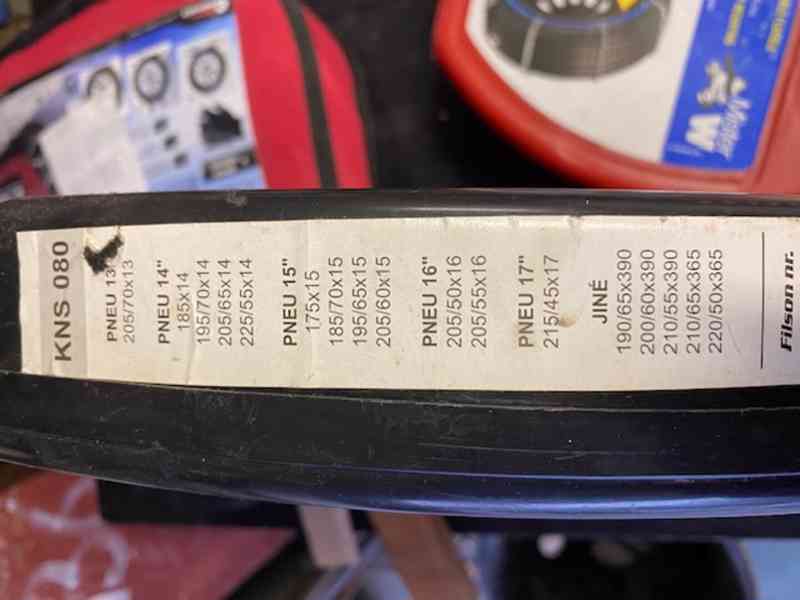 KNS 080
PNEU 13"
205/70x13
PNEU 14"
185x14
195/70x14
205/65x14
225/55x14
PNEU 15"
175x15
185/70x15
195/65x15
205/60x15
PNEU 16"
205/50x16
205/55x16
PNEU 17"
215/45x17
JINÉ
190/65x390
200/60x390
210/55x390
210/65x365
220/50x365
Filson nr.
Mister
W